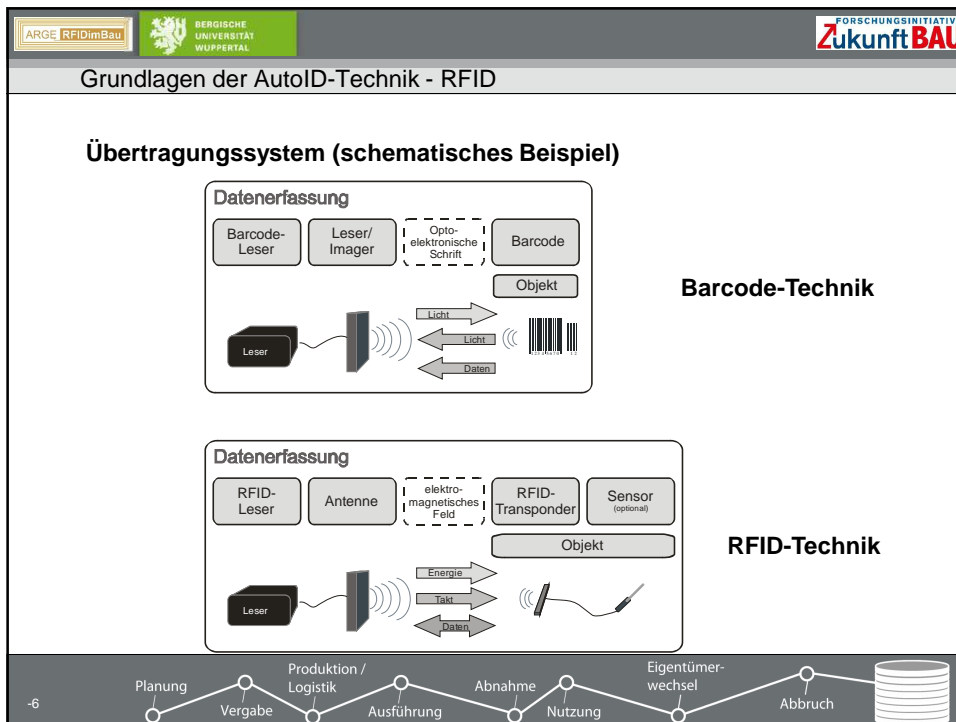 ARGE RFIDimBau
BERGISCHE
UNIVERSITÄT
WUPPERTAL
FORSCHUNGSINITIATIV
Zukunft BAU
Grundlagen der AutoID-Technik - RFID
Übertragungssystem (schematisches Beispiel)
Datenerfassung
Barcode-
Leser
Leser/
Imager
Opto-
elektronische
Schrift
Barcode
Objekt
Licht
Licht
Daten
Leser
Barcode-Technik
Datenerfassung
RFID-
Leser
Antenne
elektro-
magnetisches
Feld
RFID-
Transponder
Sensor
(optional)
Objekt
Energie
Takt
Daten
Leser
RFID-Technik
-6
Planung
Vergabe
Produktion /
Logistik
Ausführung
Abnahme
Nutzung
Eigentümer-
wechsel
Abbruch